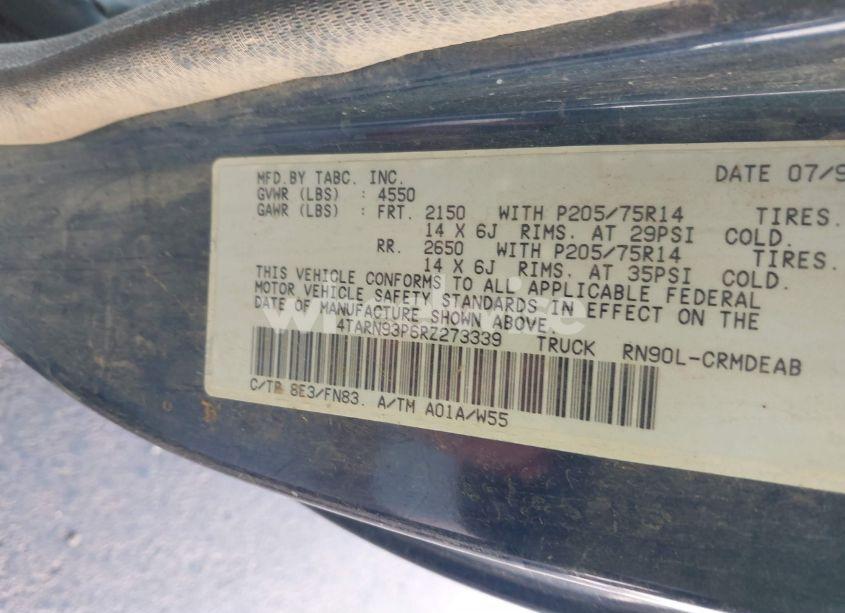 MFD.BY TABC. INC. DATE 07/9
GVWR (LBS) : 4550
GAWR (LBS) : FRT. 2150 WITH P205/75R14 TIRES.
14 X 6J RIMS. AT 29PSI COLD.
RR. 2650 WITH P205/75R14 TIRES.
14 X 6J RIMS. AT 35PSI COLD.
THIS VEHICLE CONFORMS TO ALL APPLICABLE FEDERAL
MOTOR VEHICLE SAFETY STANDARDS IN EFFECT ON THE
DATE OF MANUFACTURE SHOWN ABOVE.
4TARN93P6RZ273339 TRUCK RN90L-CRMDEAB
C/TR 8E3/FN83. A/TM A01A/W55